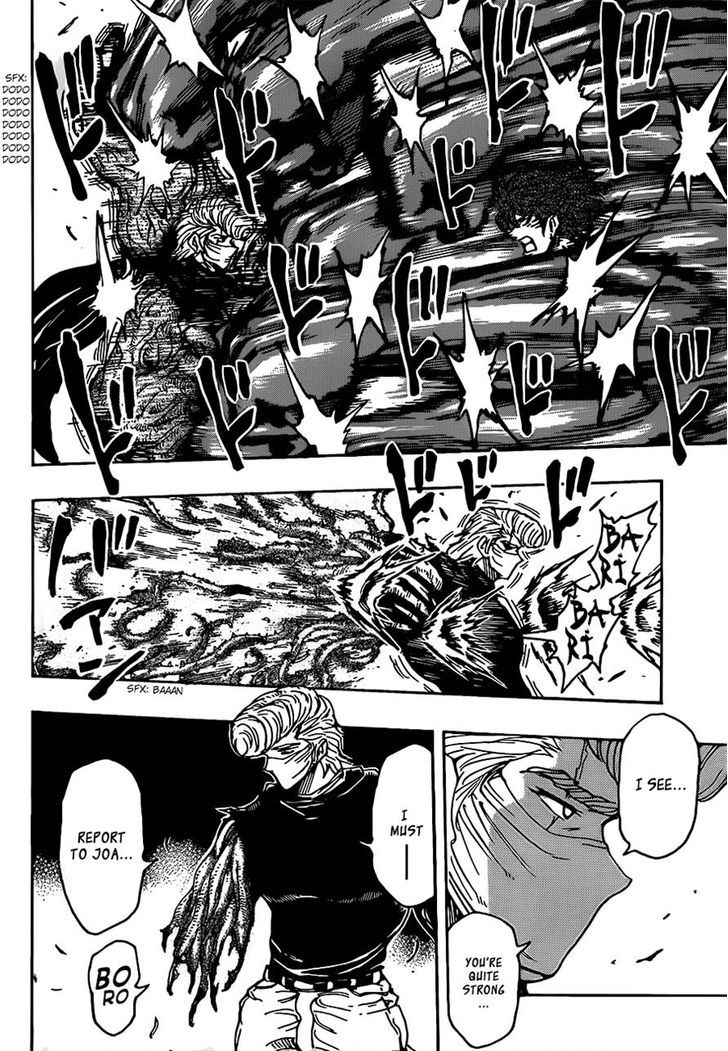 SFX:
DODO
DODO
DODO
DODO
DODO
DODO
DODO
ドドドドドドドドドドドド
ドドドド
バァン
BA
RI
BA
RI
SFX: BAAAN
I SEE...
YOU'RE
QUITE
STRONG
...
I
MUST
—
REPORT
TO JOA...
BO
RO